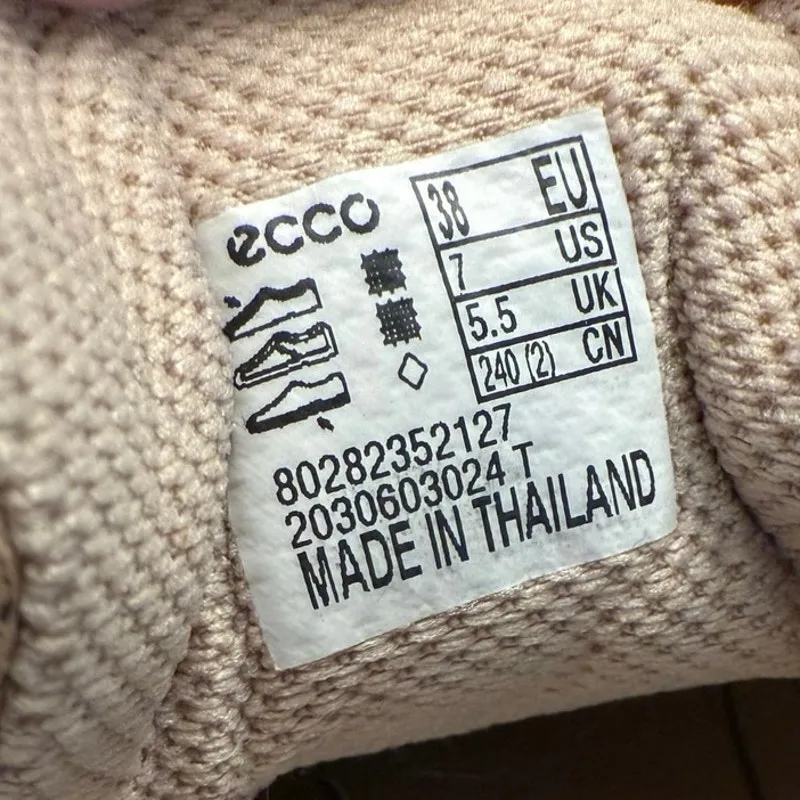 ecco
38 EU
7 US
5.5 UK
240 (2) CN
80282352127
2030603024 T
MADE IN THAILAND